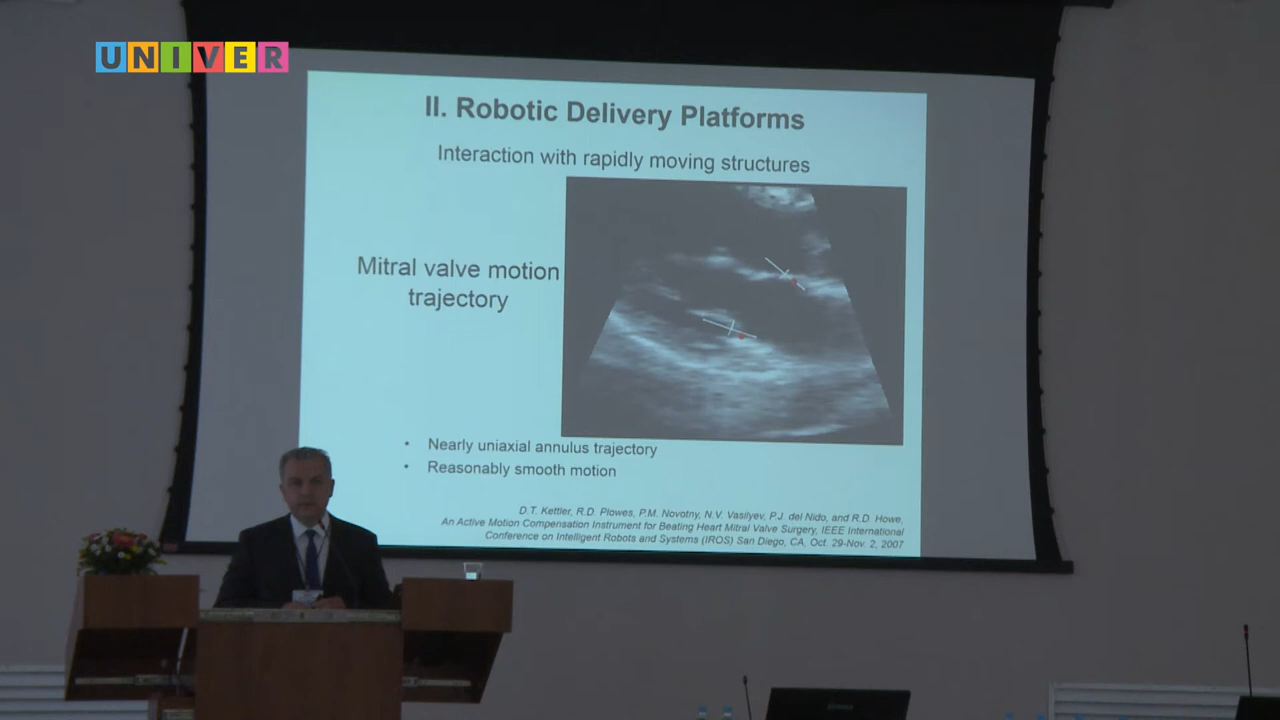 UNIVER
II. Robotic Delivery Platforms
Interaction with rapidly moving structures
Mitral valve motion
trajectory
• Nearly uniaxial annulus trajectory
• Reasonably smooth motion
D.T. Kettler, R.D. Plowes, P.M. Novotny, N.V. Vasilyev, P.J. del Nido, and R.D. Howe,
An Active Motion Compensation Instrument for Beating Heart Mitral Valve Surgery, IEEE International
Conference on Intelligent Robots and Systems (IROS) San Diego, CA, Oct. 29-Nov. 2, 2007